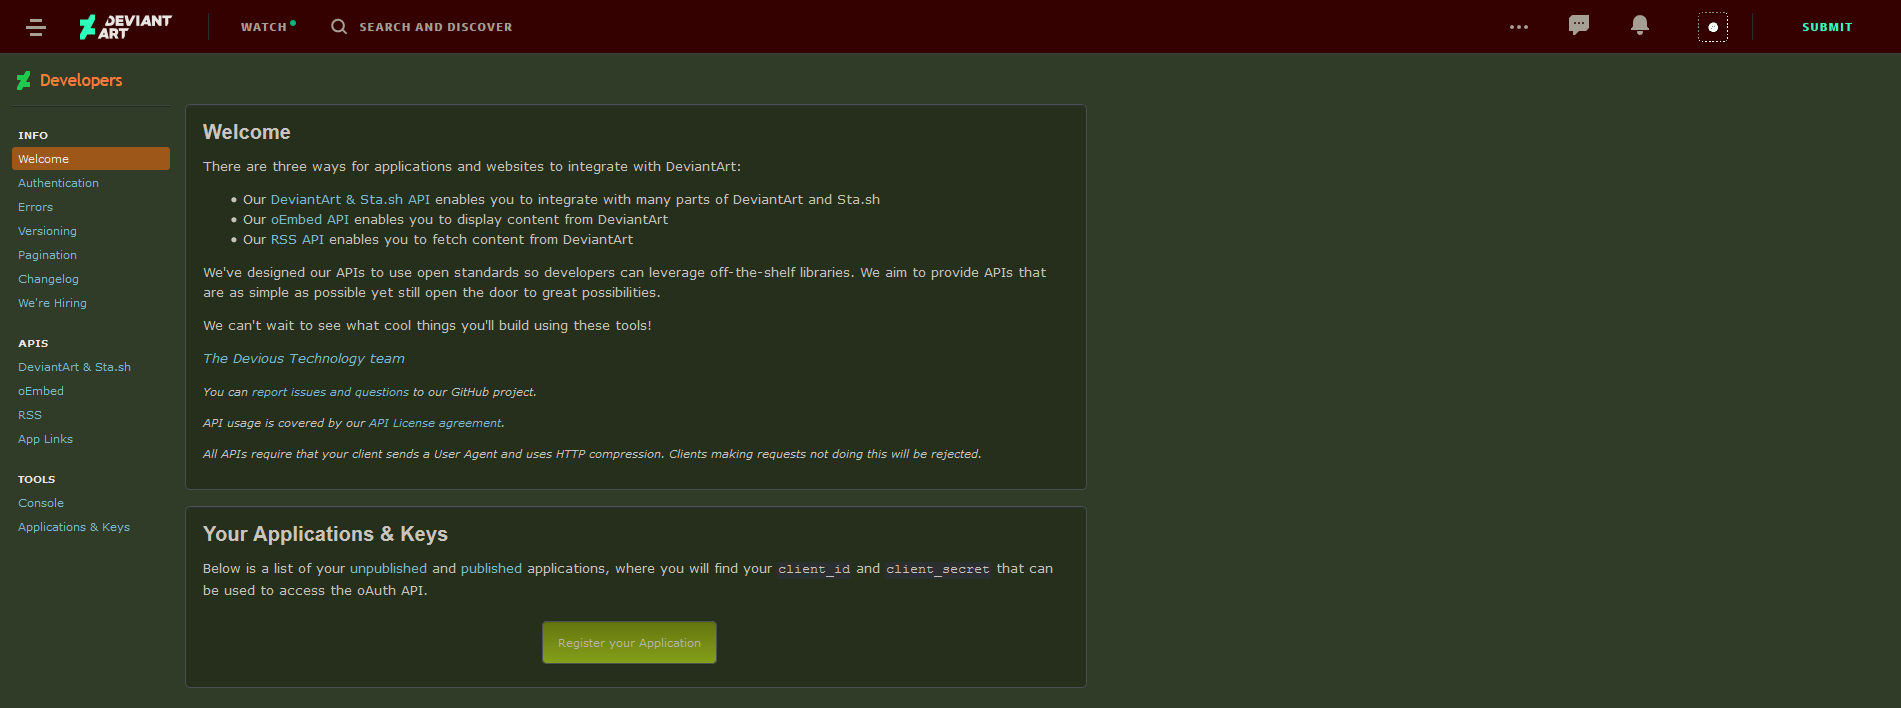 DEVIANT
ART
WATCH
SEARCH AND DISCOVER
SUBMIT
Developers
INFO
Welcome
Authentication
Errors
Versioning
Pagination
Changelog
We're Hiring
APIS
DeviantArt & Sta.sh
oEmbed
RSS
App Links
TOOLS
Console
Applications & Keys
Welcome
There are three ways for applications and websites to integrate with DeviantArt:
• Our DeviantArt & Sta.sh API enables you to integrate with many parts of DeviantArt and Sta.sh
• Our oEmbed API enables you to display content from DeviantArt
• Our RSS API enables you to fetch content from DeviantArt
We've designed our APIs to use open standards so developers can leverage off-the-shelf libraries. We aim to provide APIs that
are as simple as possible yet still open the door to great possibilities.
We can't wait to see what cool things you'll build using these tools!
The Devious Technology team
You can report issues and questions to our GitHub project.
API usage is covered by our API License agreement.
All APIs require that your client sends a User Agent and uses HTTP compression. Clients making requests not doing this will be rejected.
Your Applications & Keys
Below is a list of your unpublished and published applications, where you will find your client_id and client_secret that can
be used to access the oAuth API.
Register your Application